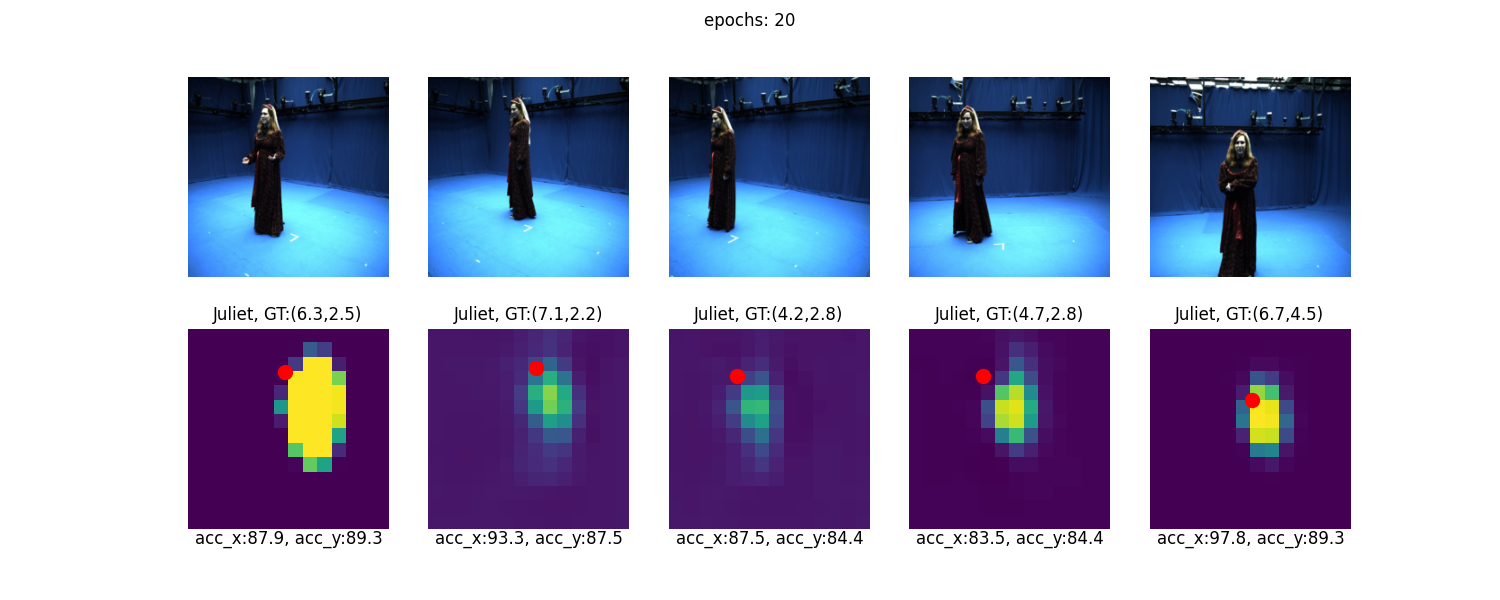 epochs: 20
Juliet, GT:(6.3,2.5)
Juliet, GT:(7.1,2.2)
Juliet, GT:(4.2,2.8)
Juliet, GT:(4.7,2.8)
Juliet, GT:(6.7,4.5)
acc_x:87.9, acc_y:89.3
acc_x:93.3, acc_y:87.5
acc_x:87.5, acc_y:84.4
acc_x:83.5, acc_y:84.4
acc_x:97.8, acc_y:89.3